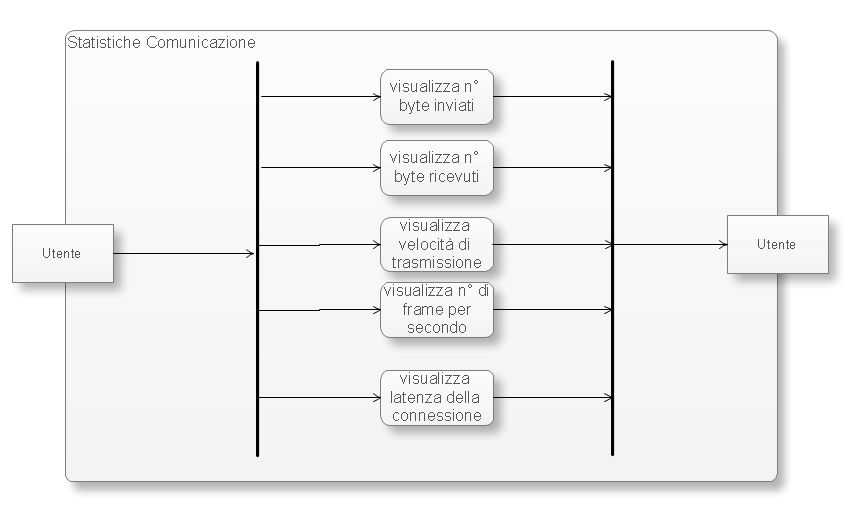 Statistiche Comunicazione
visualizza n°
byte inviati
visualizza n°
byte ricevuti
Utente
visualizza
velocità di
trasmissione
Utente
visualizza n° di
frame per
secondo
visualizza
latenza della
connessione